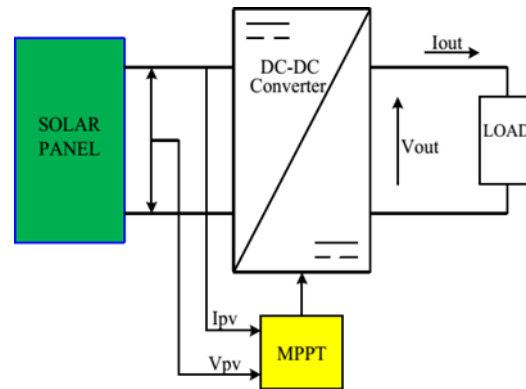 SOLAR
PANEL
DC-DC
Converter
Iout
Vout
LOAD
Ipv
Vpv
MPPT